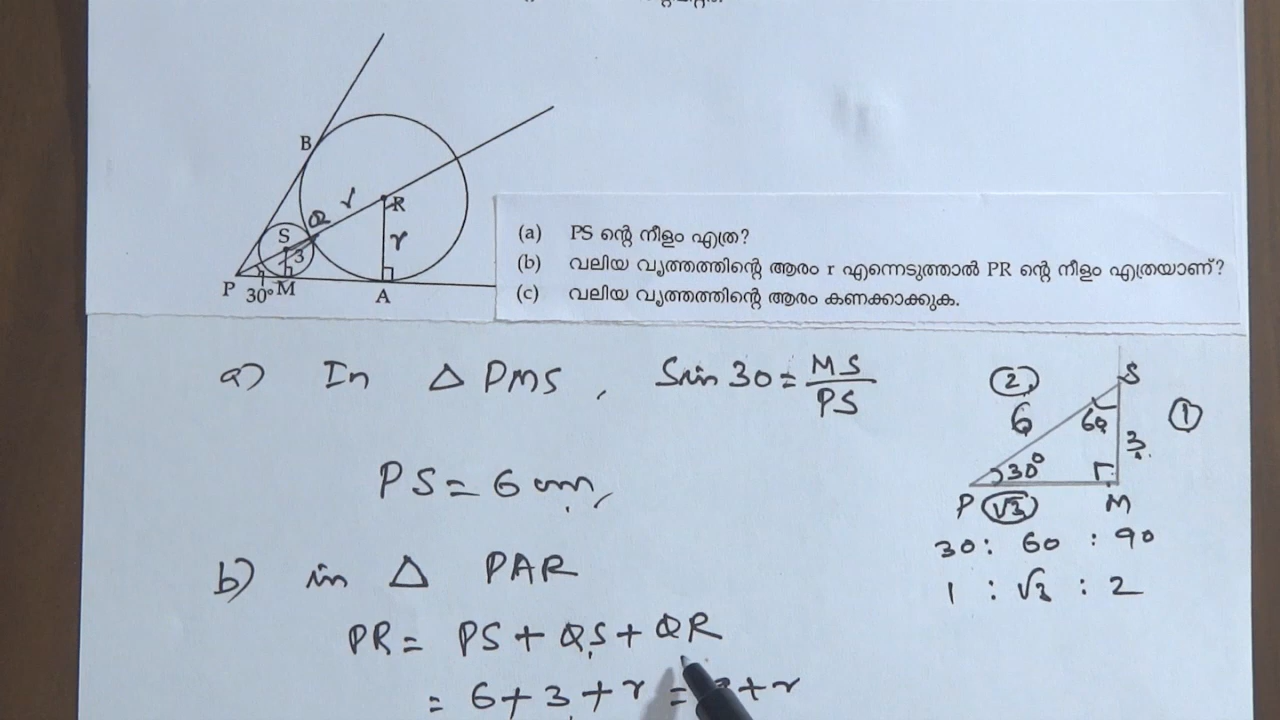 B
Q r
R
S
3
r
P 30° M
A
(a) PS ന്റെ നീളം എത്ര?
(b) വലിയ വൃത്തത്തിന്റെ ആരം r എന്നെടുത്താൽ PR ന്റെ നീളം എത്രയാണ്?
(c) വലിയ വൃത്തത്തിന്റെ ആരം കണക്കാക്കുക.
a) In △ PMS, Sin 30 = MS/PS
PS = 6 cm,
b) in △ PAR
PR = PS + QS + QR
= 6 + 3 + r = + r
S
2
6
60
1
3
30°
P √3 M
30 : 60 : 90
1 : √3 : 2